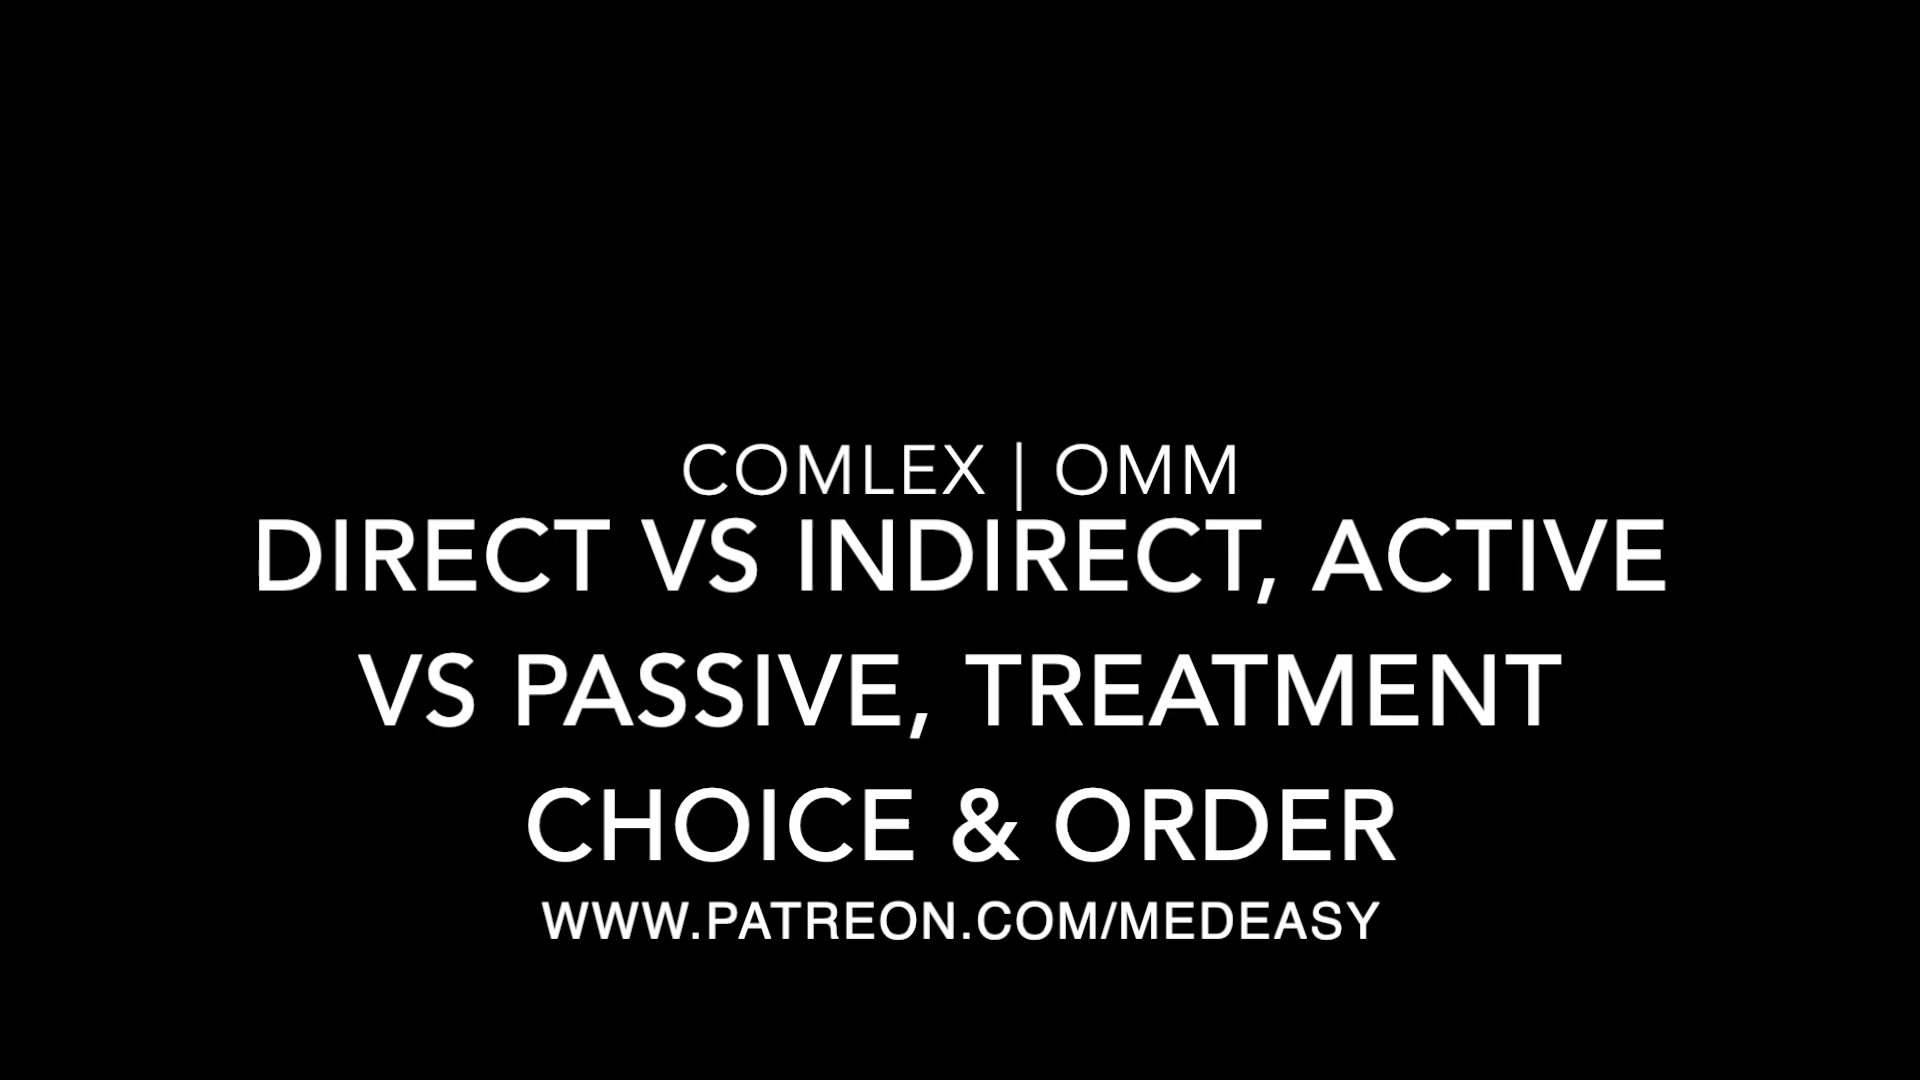 COMLEX | OMM
DIRECT VS INDIRECT, ACTIVE
VS PASSIVE, TREATMENT
CHOICE & ORDER
WWW.PATREON.COM/MEDEASY